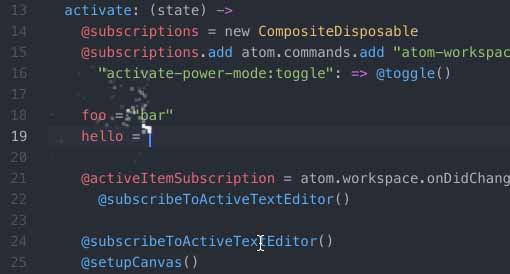 13 activate: (state) ->
14 @subscriptions = new CompositeDisposable
15 @subscriptions.add atom.commands.add "atom-workspac
16 "activate-power-mode:toggle": => @toggle()
17
18 foo = "bar"
19 hello =
20
21 @activeItemSubscription = atom.workspace.onDidChang
22 @subscribeToActiveTextEditor()
23
24 @subscribeToActiveTextEditor()
25 @setupCanvas()